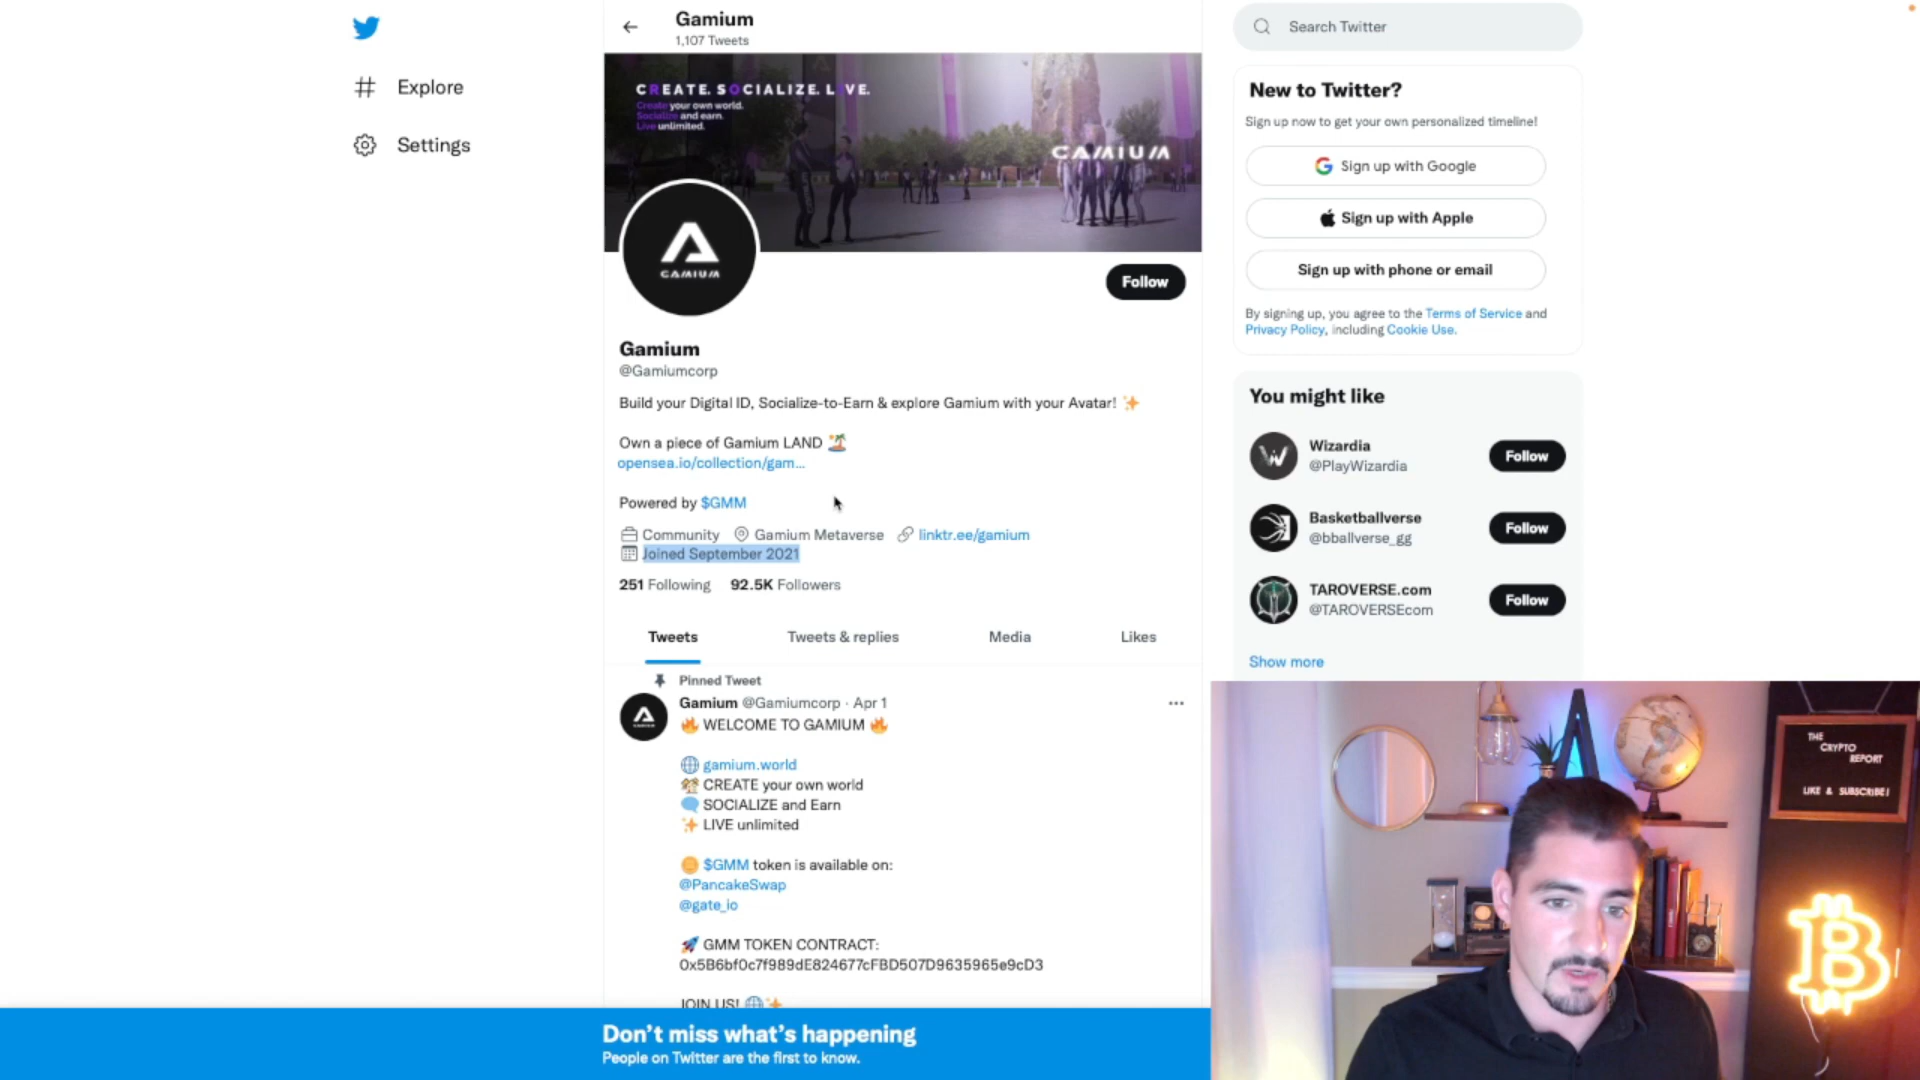 Explore
Settings
Gamium
1,107 Tweets
CREATE. SOCIALIZE. LIVE.
Create your own world.
Socialize and earn.
Live unlimited.
GAMIUM
GAMIUM
Follow
Gamium
@Gamiumcorp
Build your Digital ID, Socialize-to-Earn & explore Gamium with your Avatar! ✨
Own a piece of Gamium LAND 🏝️
opensea.io/collection/gam...
Powered by $GMM
Community Gamium Metaverse linktr.ee/gamium
Joined September 2021
251 Following 92.5K Followers
Tweets Tweets & replies Media Likes
Pinned Tweet
Gamium @Gamiumcorp · Apr 1
🔥 WELCOME TO GAMIUM 🔥
🌐 gamium.world
🏡 CREATE your own world
🗨️ SOCIALIZE and Earn
✨ LIVE unlimited
🪙 $GMM token is available on:
@PancakeSwap
@gate_io
🚀 GMM TOKEN CONTRACT:
0x5B6bf0c7f989dE824677cFBD507D9635965e9cD3
JOIN US! 🌐✨
Don't miss what's happening
People on Twitter are the first to know.
Search Twitter
New to Twitter?
Sign up now to get your own personalized timeline!
Sign up with Google
Sign up with Apple
Sign up with phone or email
By signing up, you agree to the Terms of Service and
Privacy Policy, including Cookie Use.
You might like
Wizardia
@PlayWizardia
Follow
Basketballverse
@bballverse_gg
Follow
TAROVERSE.com
@TAROVERSEcom
Follow
Show more
THE
CRYPTO
REPORT
LIKE & SUBSCRIBE!